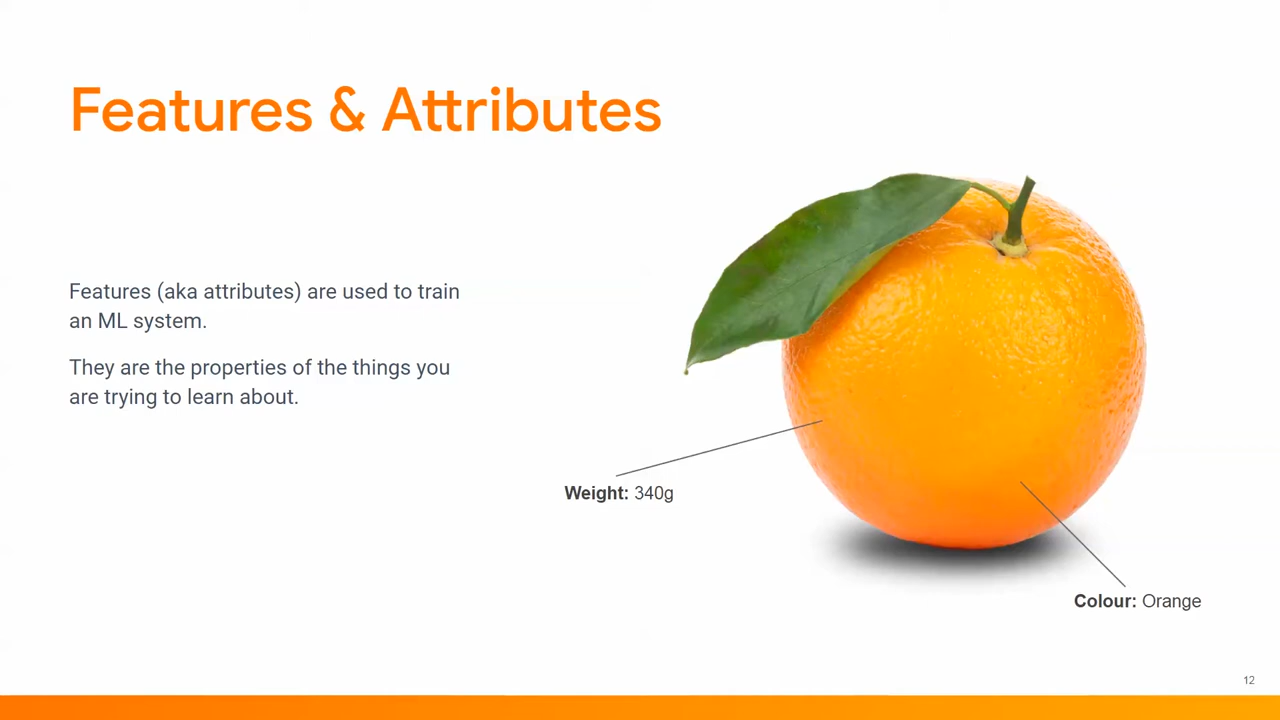 Features & Attributes
Features (aka attributes) are used to train
an ML system.
They are the properties of the things you
are trying to learn about.
Weight: 340g
Colour: Orange
12